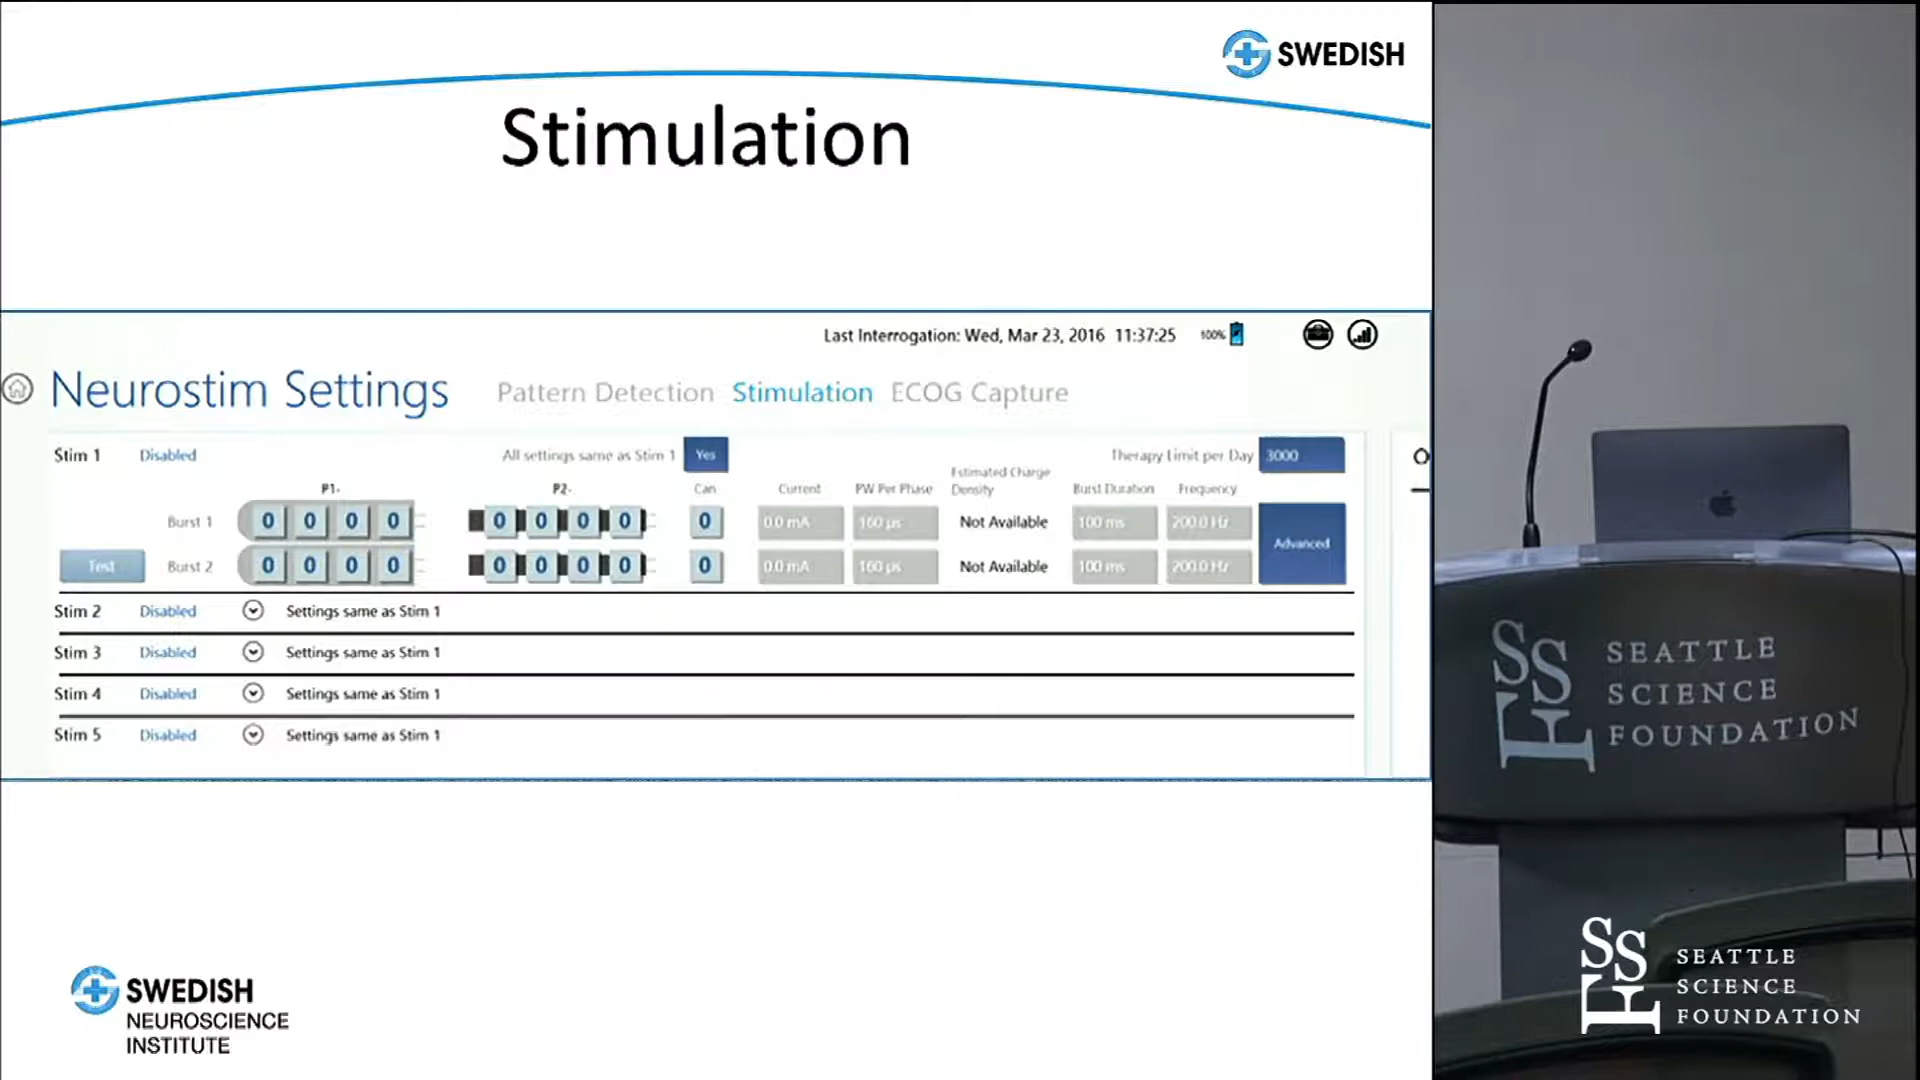 SWEDISH
Stimulation
Last Interrogation: Wed, Mar 23, 2016 11:37:25 100%
Neurostim Settings Pattern Detection Stimulation ECOG Capture
Stim 1 Disabled All settings same as Stim 1 Yes Therapy Limit per Day 3000
P1- P2- Can Current PW Per Phase Estimated Charge Density Burst Duration Frequency
Burst 1 0 0 0 0 0 0 0 0 0 0.0 mA 160 µs Not Available 100 ms 200.0 Hz Advanced
Test Burst 2 0 0 0 0 0 0 0 0 0 0.0 mA 160 µs Not Available 100 ms 200.0 Hz
Stim 2 Disabled Settings same as Stim 1
Stim 3 Disabled Settings same as Stim 1
Stim 4 Disabled Settings same as Stim 1
Stim 5 Disabled Settings same as Stim 1
SWEDISH
NEUROSCIENCE
INSTITUTE
SSF
SEATTLE
SCIENCE
FOUNDATION
SSF
SEATTLE
SCIENCE
FOUNDATION